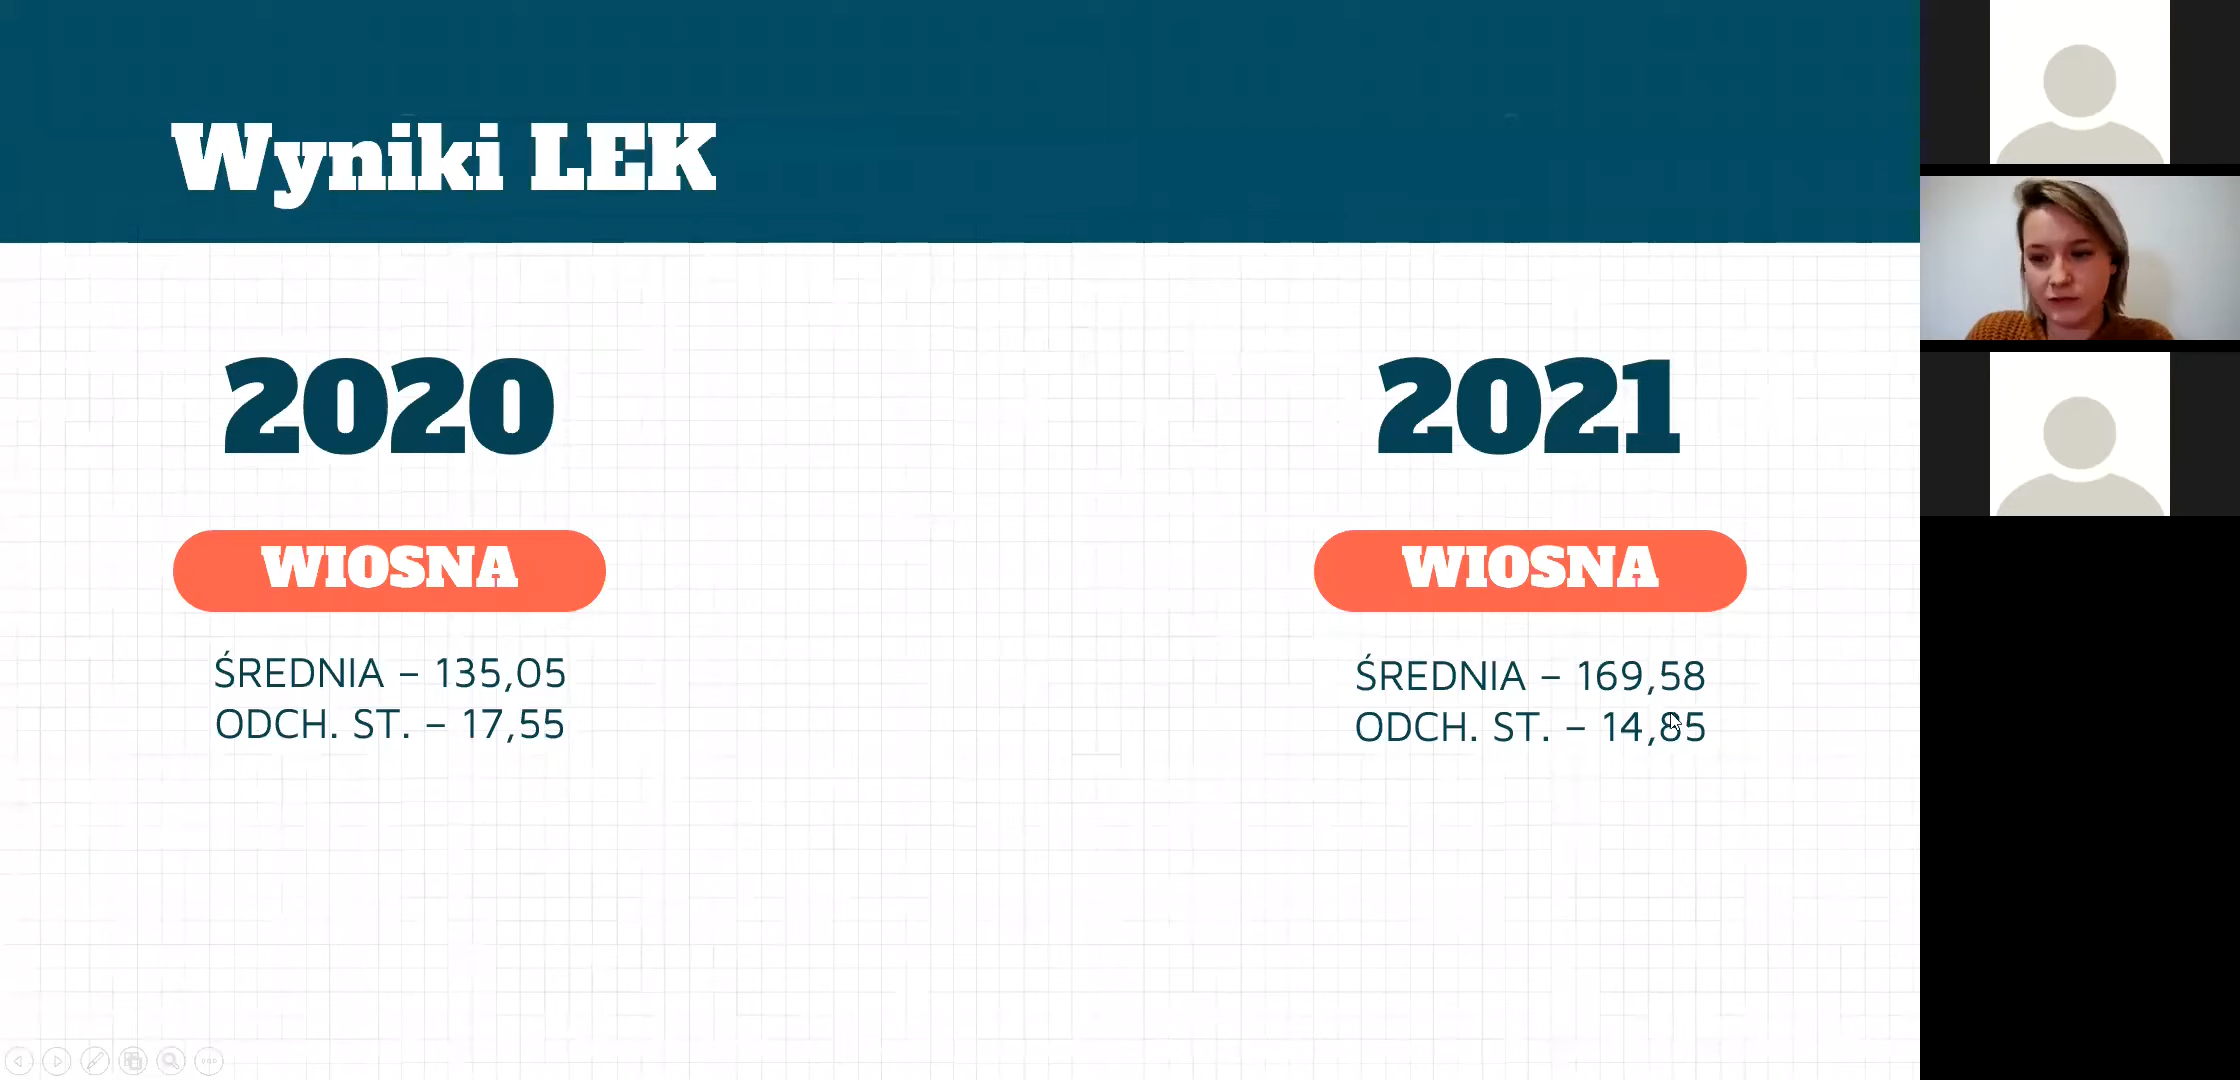 Wyniki LEK
2020
WIOSNA
ŚREDNIA – 135,05
ODCH. ST. – 17,55
2021
WIOSNA
ŚREDNIA – 169,58
ODCH. ST. – 14,85